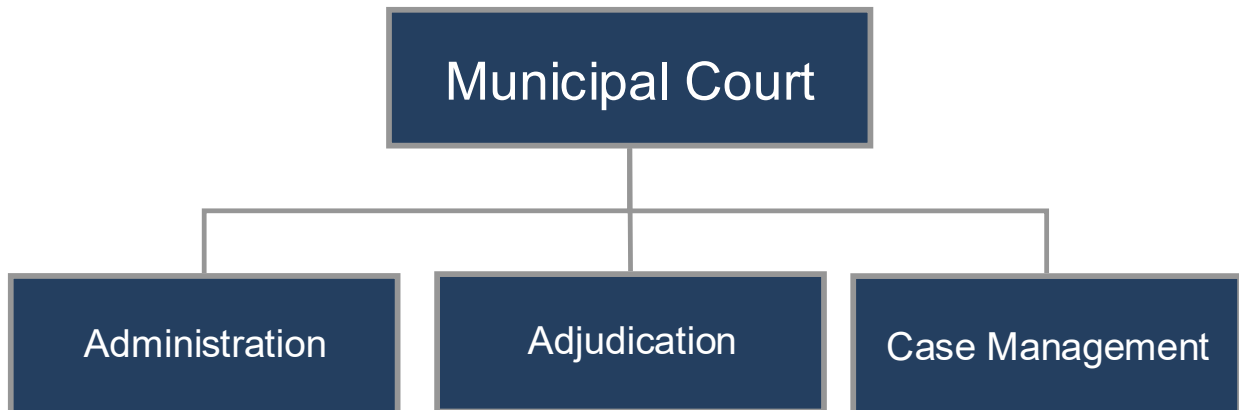 Municipal Court
Administration
Adjudication
Case Management